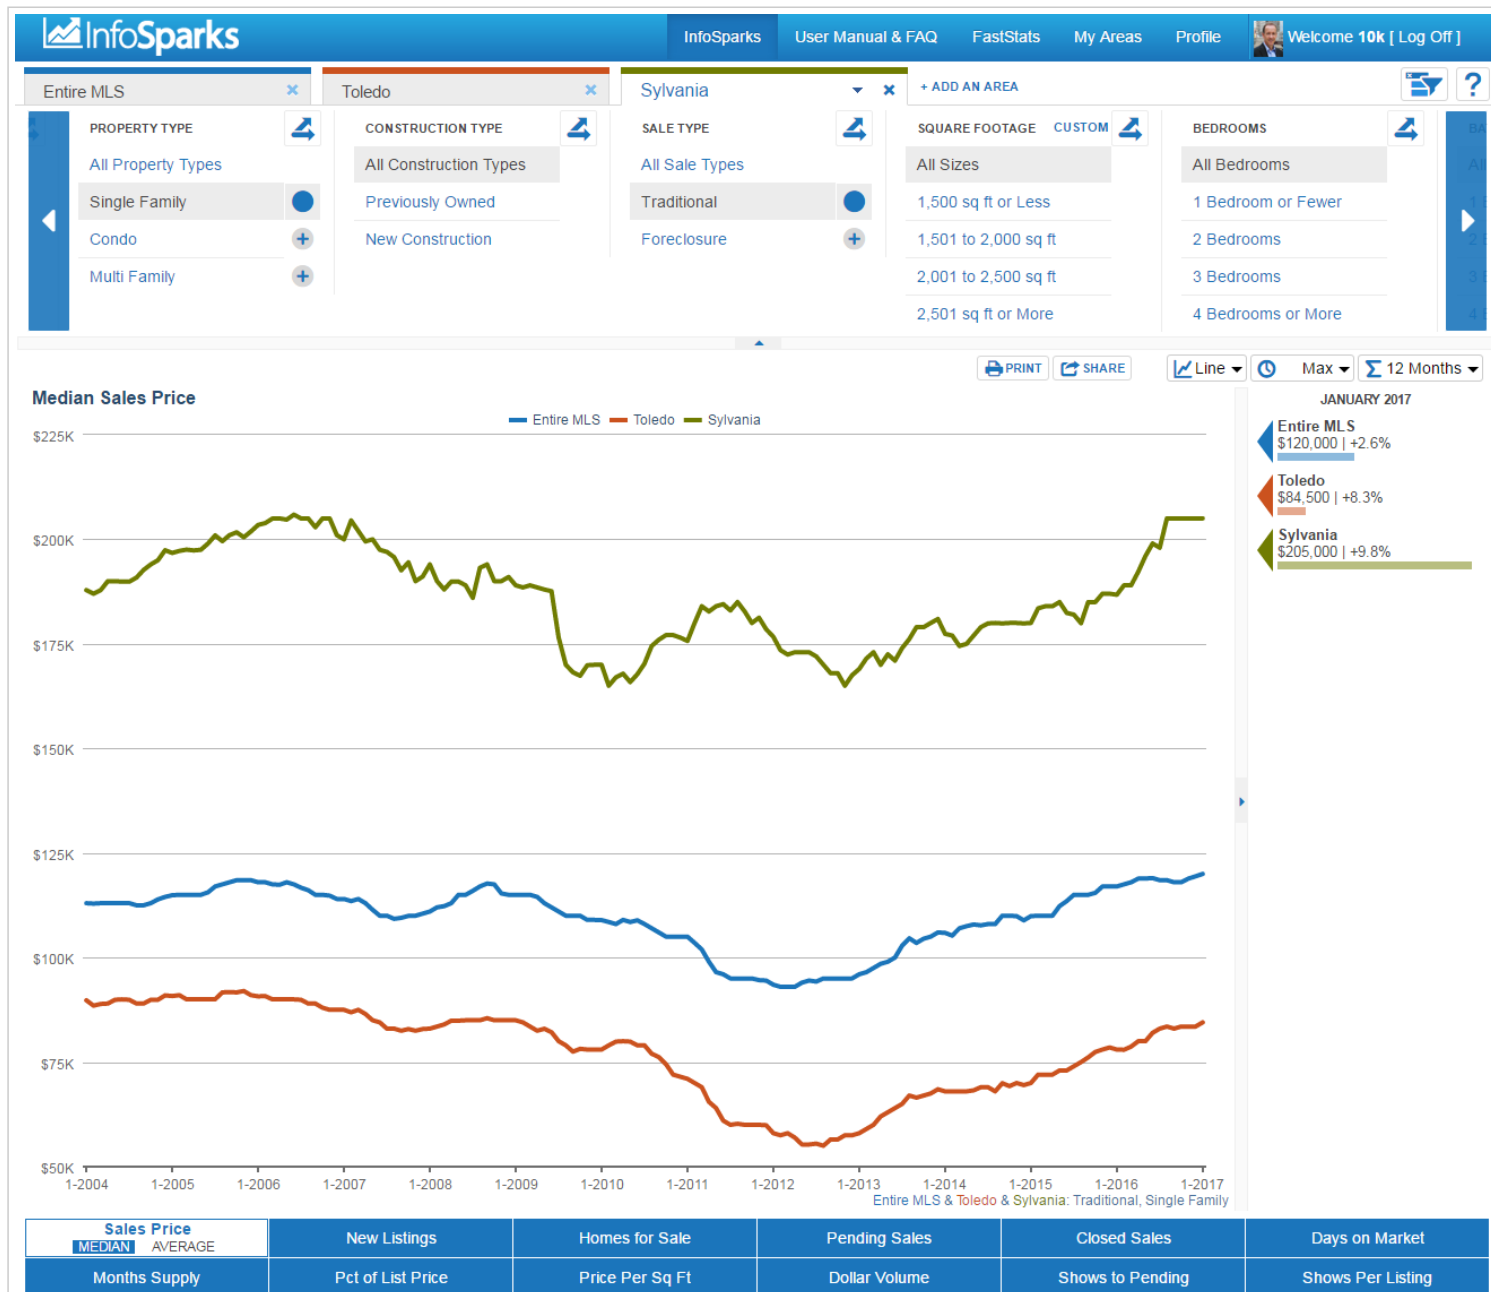 InfoSparks
InfoSparks User Manual & FAQ FastStats My Areas Profile Welcome 10k [ Log Off ]
Entire MLS × Toledo × Sylvania × + ADD AN AREA ?
PROPERTY TYPE CONSTRUCTION TYPE SALE TYPE SQUARE FOOTAGE CUSTOM BEDROOMS BA
All Property Types All Construction Types All Sale Types All Sizes All Bedrooms All
Single Family Previously Owned Traditional 1,500 sq ft or Less 1 Bedroom or Fewer
Condo + New Construction Foreclosure + 1,501 to 2,000 sq ft 2 Bedrooms
Multi Family + 2,001 to 2,500 sq ft 3 Bedrooms
2,501 sq ft or More 4 Bedrooms or More
PRINT SHARE Line Max Σ 12 Months
Median Sales Price
JANUARY 2017
Entire MLS Toledo Sylvania
Entire MLS
$120,000 | +2.6%
Toledo
$84,500 | +8.3%
Sylvania
$205,000 | +9.8%
$225K
$200K
$175K
$150K
$125K
$100K
$75K
$50K
1-2004 1-2005 1-2006 1-2007 1-2008 1-2009 1-2010 1-2011 1-2012 1-2013 1-2014 1-2015 1-2016 1-2017
Entire MLS & Toledo & Sylvania: Traditional, Single Family
Sales Price
MEDIAN AVERAGE
New Listings Homes for Sale Pending Sales Closed Sales Days on Market
Months Supply Pct of List Price Price Per Sq Ft Dollar Volume Shows to Pending Shows Per Listing